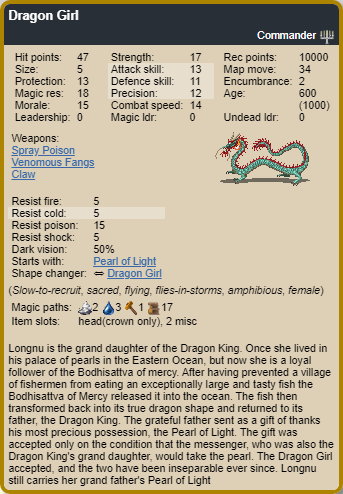 Dragon Girl
Commander
Hit points: 47 Strength: 17 Rec points: 10000
Size: 5 Attack skill: 13 Map move: 34
Protection: 13 Defence skill: 11 Encumbrance: 2
Magic res: 18 Precision: 12 Age: 600
Morale: 15 Combat speed: 14 (1000)
Leadership: 0 Magic ldr: 0 Undead ldr: 0
Weapons:
Spray Poison
Venomous Fangs
Claw
Resist fire: 5
Resist cold: 5
Resist poison: 15
Resist shock: 5
Dark vision: 50%
Starts with: Pearl of Light
Shape changer: ⇔ Dragon Girl
(Slow-to-recruit, sacred, flying, flies-in-storms, amphibious, female)
Magic paths: 2 3 1 17
Item slots: head(crown only), 2 misc
Longnu is the grand daughter of the Dragon King. Once she lived in
his palace of pearls in the Eastern Ocean, but now she is a loyal
follower of the Bodhisattva of mercy. After having prevented a village
of fishermen from eating an exceptionally large and tasty fish the
Bodhisattva of Mercy released it into the ocean. The fish then
transformed back into its true dragon shape and returned to its
father, the Dragon King. The grateful father sent as a gift of thanks
his most precious possession, the Pearl of Light. The gift was
accepted only on the condition that the messenger, who was also the
Dragon King's grand daughter, would take the pearl. The Dragon Girl
accepted, and the two have been inseparable ever since. Longnu
still carries her grand father's Pearl of Light